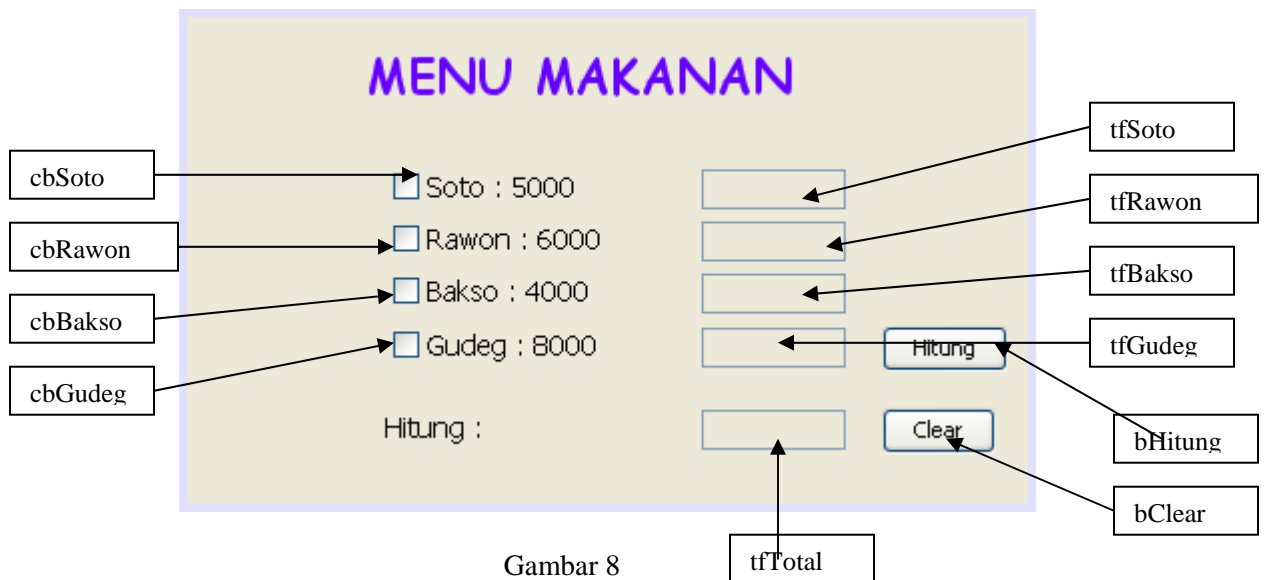 MENU MAKANAN
tfSoto
cbSoto
Soto : 5000
tfRawon
cbRawon
Rawon : 6000
tfBakso
cbBakso
Bakso : 4000
tfGudeg
cbGudeg
Gudeg : 8000
Hitung
Hitung :
Clear
bHitung
bClear
Gambar 8
tfTotal